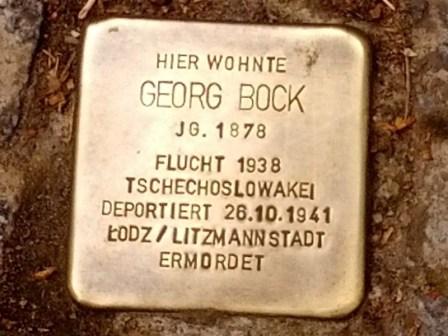 HIER WOHNTE
GEORG BOCK
JG. 1878
FLUCHT 1938
TSCHECHOSLOWAKEI
DEPORTIERT 26.10.1941
ŁODZ/LITZMANNSTADT
ERMORDET